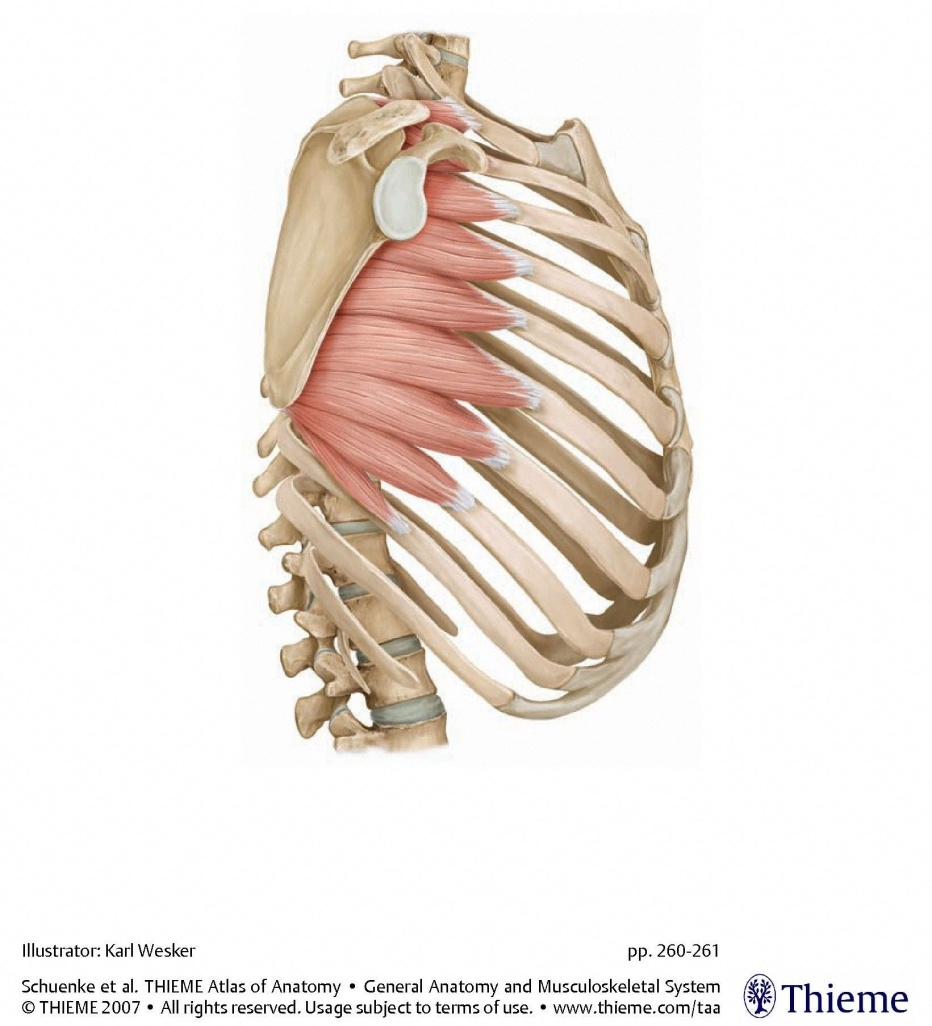 Illustrator: Karl Wesker
pp. 260-261
Schuenke et al. THIEME Atlas of Anatomy • General Anatomy and Musculoskeletal System
© THIEME 2007 • All rights reserved. Usage subject to terms of use. • www.thieme.com/taa
Thieme